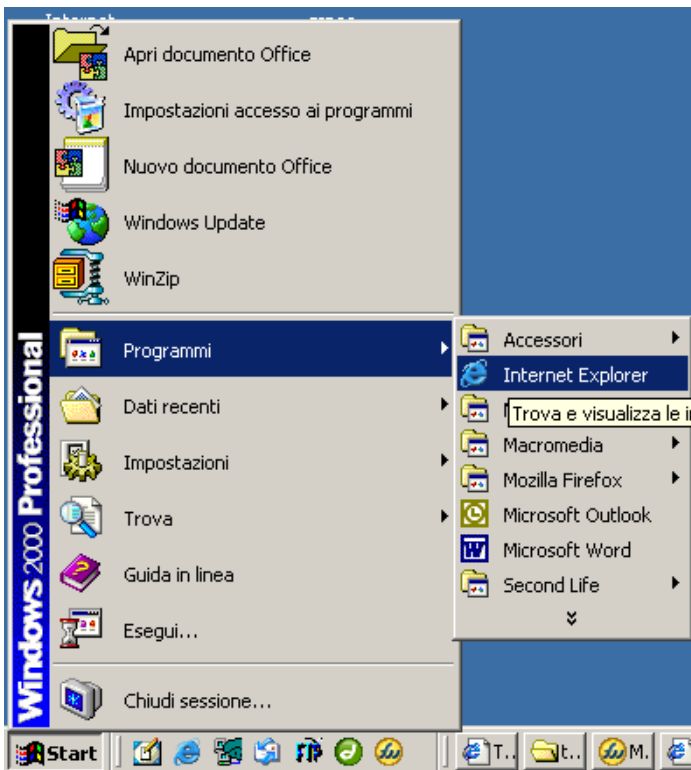 Apri documento Office
Impostazioni accesso ai programmi
Nuovo documento Office
Windows Update
WinZip
Programmi
Dati recenti
Impostazioni
Trova
Guida in linea
Esegui...
Chiudi sessione...
Windows 2000 Professional
Accessori
Internet Explorer
Trova e visualizza le
Macromedia
Mozilla Firefox
Microsoft Outlook
Microsoft Word
Second Life
Start
T..
t..
M.